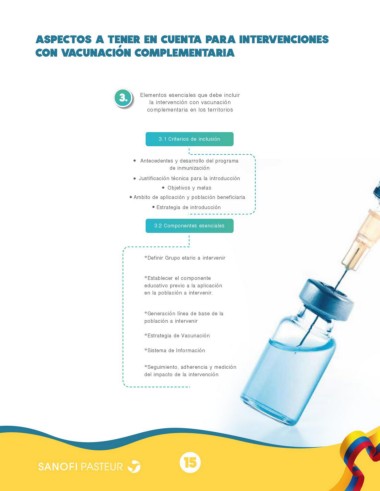 ASPECTOS A TENER EN CUENTA PARA INTERVENCIONES
CON VACUNACIÓN COMPLEMENTARIA
3.
Elementos esenciales que debe incluir
la intervención con vacunación
complementaria en los territorios
3.1 Criterios de inclusión
• Antecedentes y desarrollo del programa
de inmunización
• Justificación técnica para la introducción
• Objetivos y metas
• Ambito de aplicación y población beneficiaria
• Estrategia de introducción
3.2 Componentes esenciales
*Definir Grupo etario a intervenir
*Establecer el componente
educativo previo a la aplicación
en la población a intervenir.
*Generación línea de base de la
población a intervenir
*Estrategia de Vacunación
*Sistema de Información
*Seguimiento, adherencia y medición
del impacto de la intervención
SANOFI PASTEUR
15